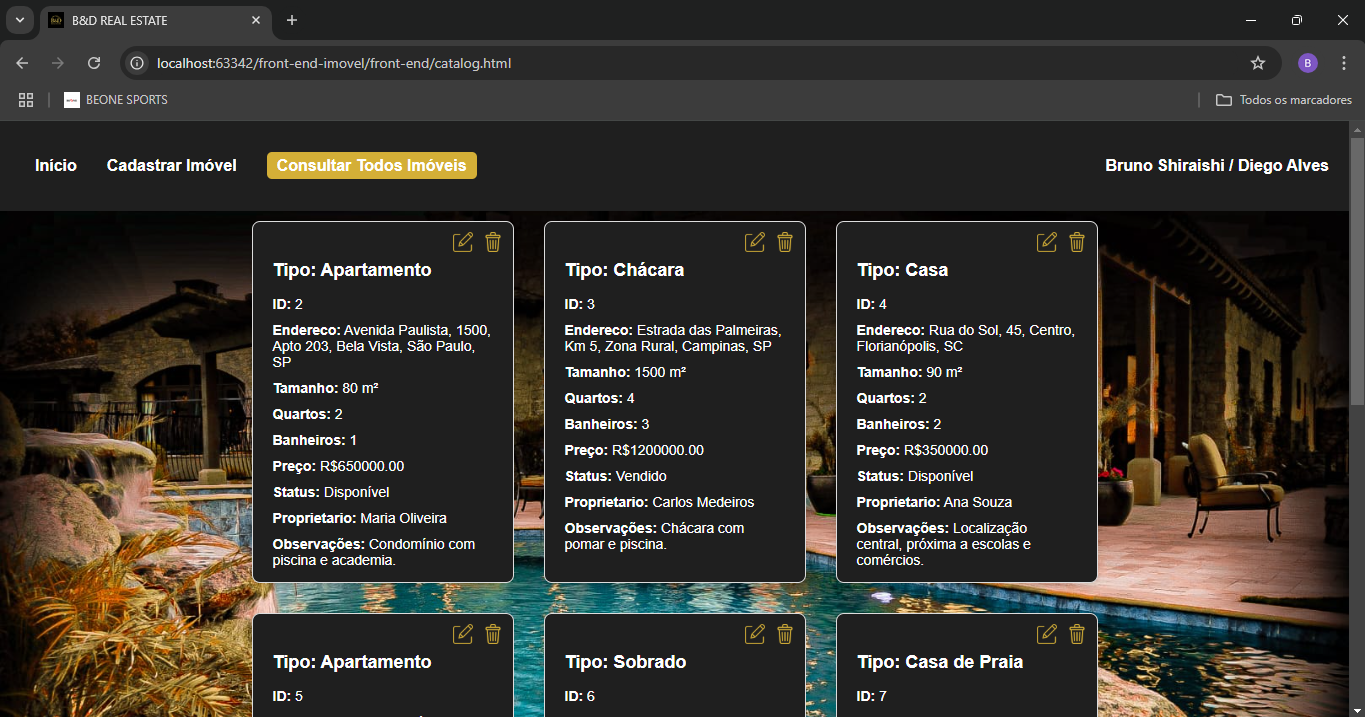 B&D REAL ESTATE
localhost:63342/front-end-imovel/front-end/catalog.html
B
BEONE SPORTS
Todos os marcadores
Início
Cadastrar Imóvel
Consultar Todos Imóveis
Bruno Shiraishi / Diego Alves
Tipo: Apartamento
ID: 2
Endereco: Avenida Paulista, 1500,
Apto 203, Bela Vista, São Paulo,
SP
Tamanho: 80 m²
Quartos: 2
Banheiros: 1
Preço: R$650000.00
Status: Disponível
Proprietario: Maria Oliveira
Observações: Condomínio com
piscina e academia.
Tipo: Chácara
ID: 3
Endereco: Estrada das Palmeiras,
Km 5, Zona Rural, Campinas, SP
Tamanho: 1500 m²
Quartos: 4
Banheiros: 3
Preço: R$1200000.00
Status: Vendido
Proprietario: Carlos Medeiros
Observações: Chácara com
pomar e piscina.
Tipo: Casa
ID: 4
Endereco: Rua do Sol, 45, Centro,
Florianópolis, SC
Tamanho: 90 m²
Quartos: 2
Banheiros: 2
Preço: R$350000.00
Status: Disponível
Proprietario: Ana Souza
Observações: Localização
central, próxima a escolas e
comércios.
Tipo: Apartamento
ID: 5
Tipo: Sobrado
ID: 6
Tipo: Casa de Praia
ID: 7